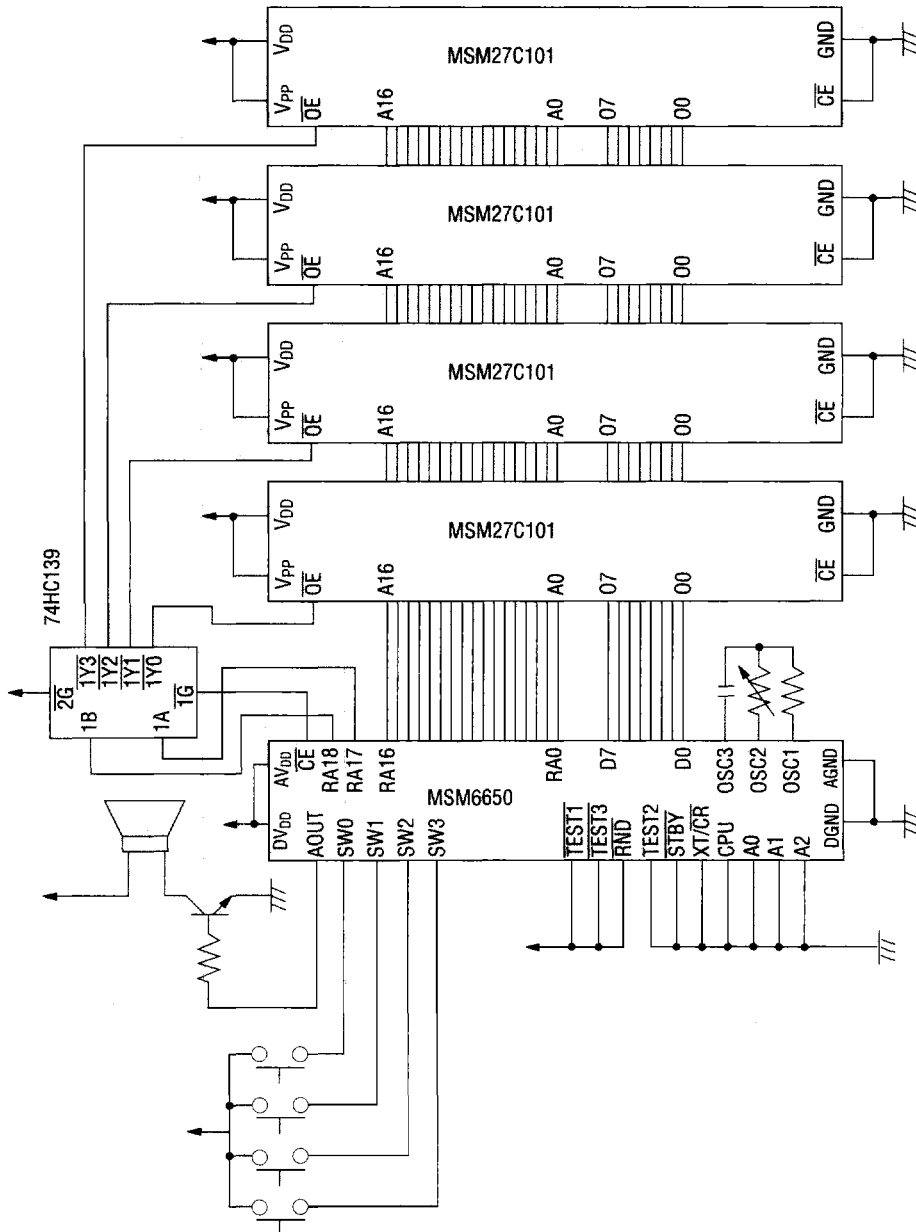 MSM27C101
VDD
VPP
OE
A16
A0
O7
O0
GND
CE
MSM27C101
VDD
VPP
OE
A16
A0
O7
O0
GND
CE
MSM27C101
VDD
VPP
OE
A16
A0
O7
O0
GND
CE
MSM27C101
VDD
VPP
OE
A16
A0
O7
O0
GND
CE
74HC139
2G
1Y3
1Y2
1Y1
1Y0
1B
1A
1G
MSM6650
DVDD
AVDD
CE
RA18
RA17
RA16
RA0
D7
D0
OSC3
OSC2
OSC1
AOUT
SW0
SW1
SW2
SW3
TEST1
TEST3
RND
TEST2
STBY
XT/CR
CPU
A0
A1
A2
DGND
AGND